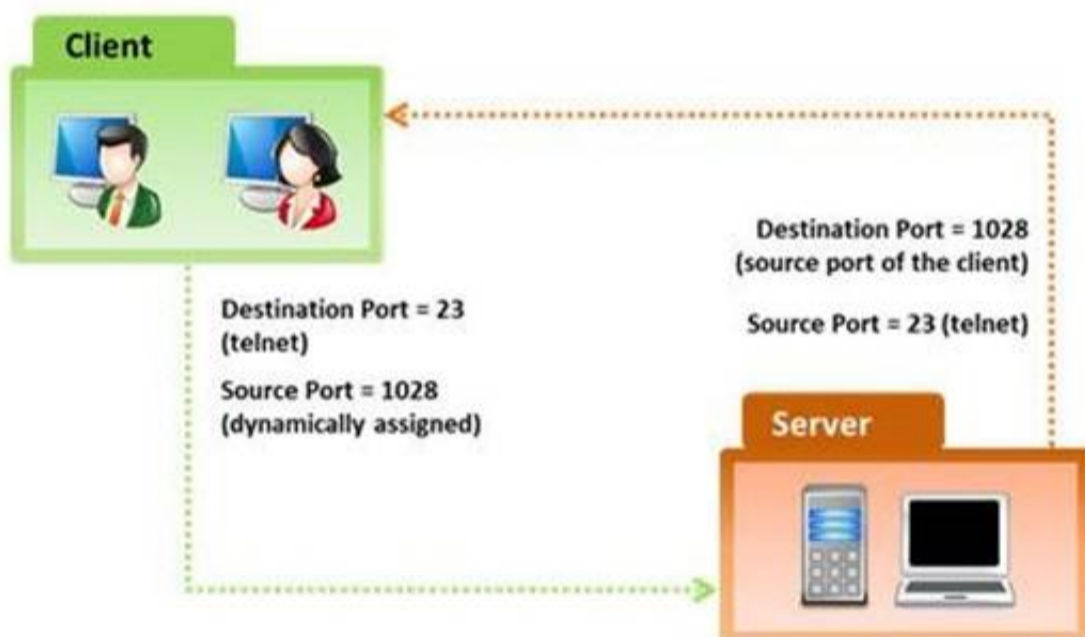 Client
Destination Port = 23
(telnet)
Source Port = 1028
(dynamically assigned)
Destination Port = 1028
(source port of the client)
Source Port = 23 (telnet)
Server